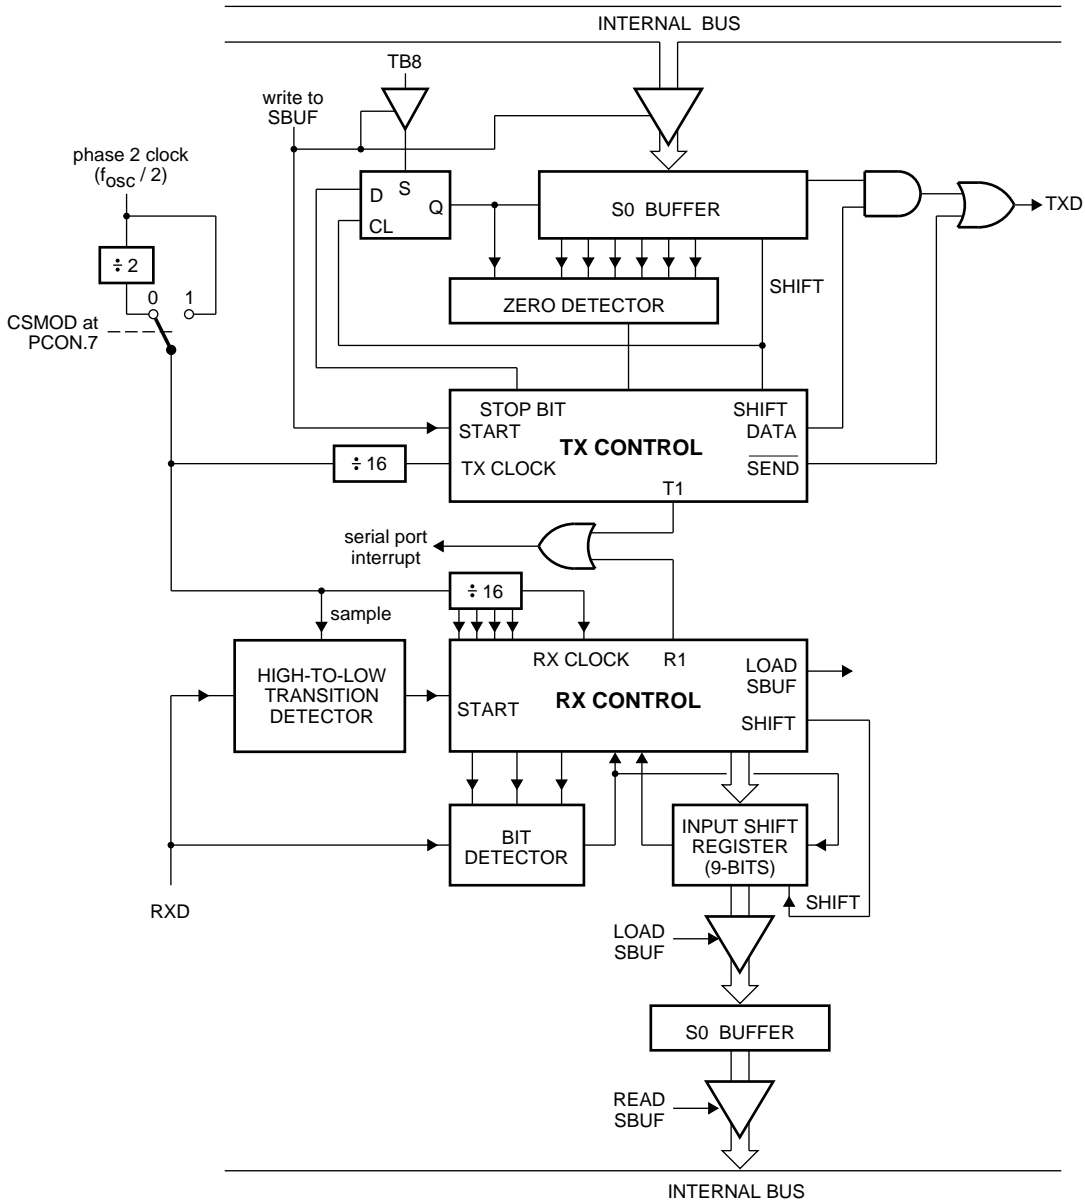 INTERNAL BUS
TB8
write to
SBUF
phase 2 clock
(fosc / 2)
D
S
Q
CL
S0 BUFFER
TXD
÷ 2
0
1
CSMOD at
PCON.7
ZERO DETECTOR
SHIFT
STOP BIT
SHIFT
START
DATA
TX CONTROL
÷ 16
TX CLOCK
SEND
T1
serial port
interrupt
÷ 16
sample
HIGH-TO-LOW
TRANSITION
DETECTOR
RX CLOCK
R1
LOAD
SBUF
START
RX CONTROL
SHIFT
BIT
DETECTOR
INPUT SHIFT
REGISTER
(9-BITS)
RXD
SHIFT
LOAD
SBUF
S0 BUFFER
READ
SBUF
INTERNAL BUS